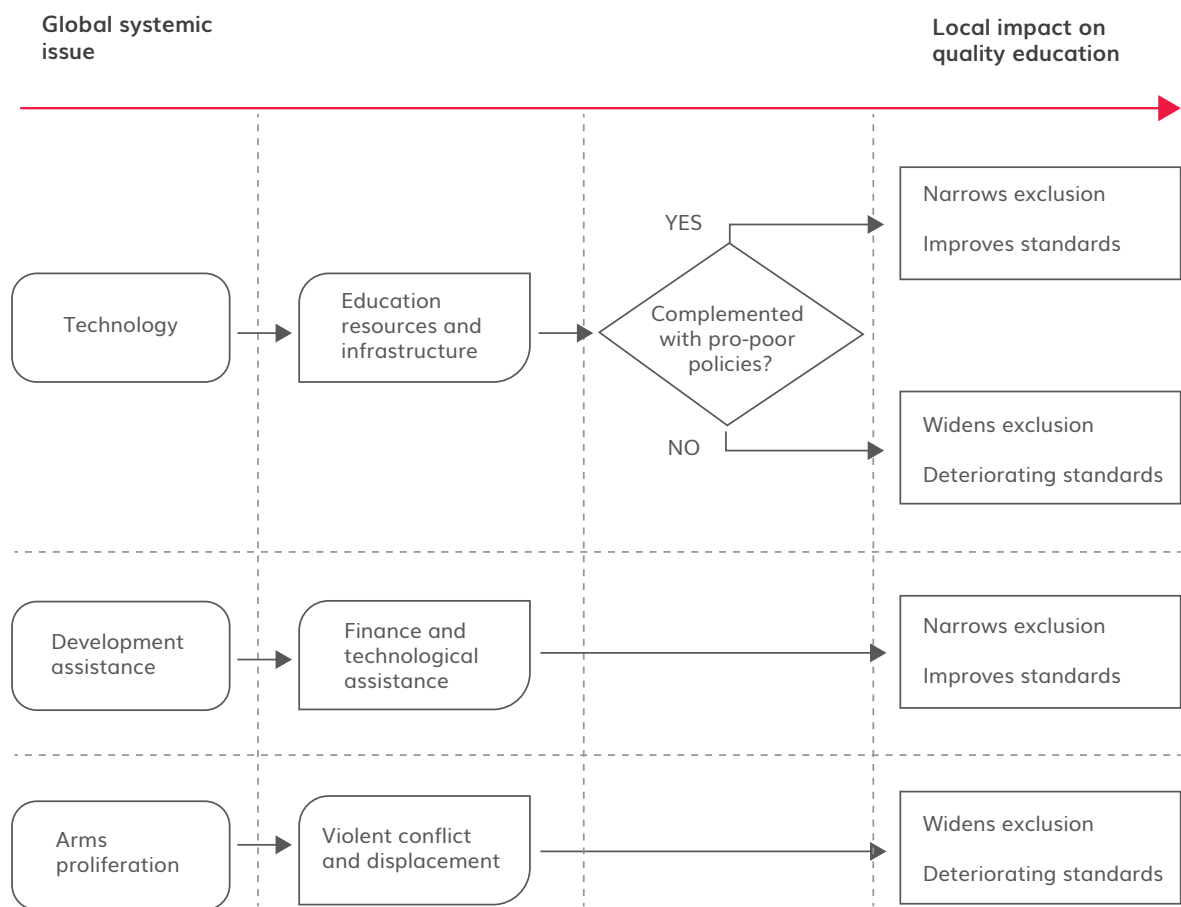 Global systemic
issue
Local impact on
quality education
Technology
Education
resources and
infrastructure
Complemented
with pro-poor
policies?
YES
NO
Narrows exclusion
Improves standards
Widens exclusion
Deteriorating standards
Development
assistance
Finance and
technological
assistance
Narrows exclusion
Improves standards
Arms
proliferation
Violent conflict
and displacement
Widens exclusion
Deteriorating standards